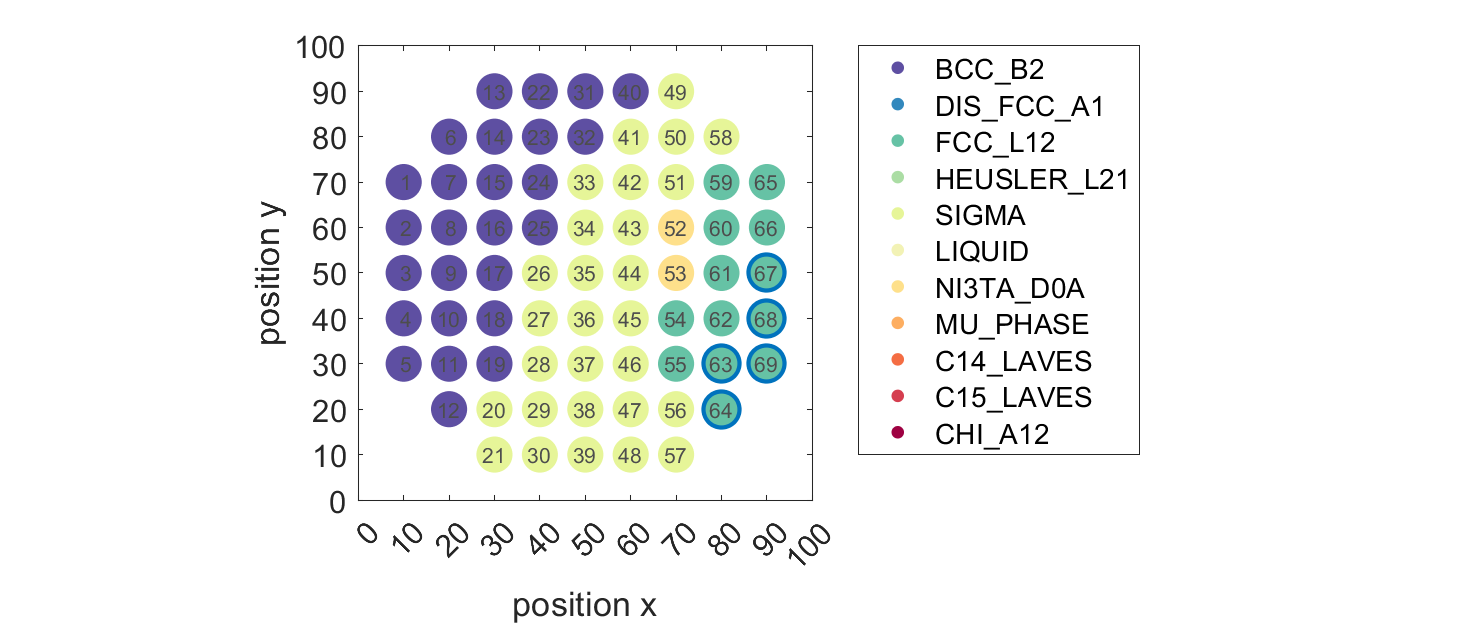 100
90 13 22 31 40 49
80 6 14 23 32 41 50 58
70 1 7 15 24 33 42 51 59 65
60 2 8 16 25 34 43 52 60 66
50 3 9 17 26 35 44 53 61 67
40 4 10 18 27 36 45 54 62 68
30 5 11 19 28 37 46 55 63 69
20 12 20 29 38 47 56 64
10 21 30 39 48 57
0
0 10 20 30 40 50 60 70 80 90 100
position x
position y
BCC_B2
DIS_FCC_A1
FCC_L12
HEUSLER_L21
SIGMA
LIQUID
NI3TA_D0A
MU_PHASE
C14_LAVES
C15_LAVES
CHI_A12